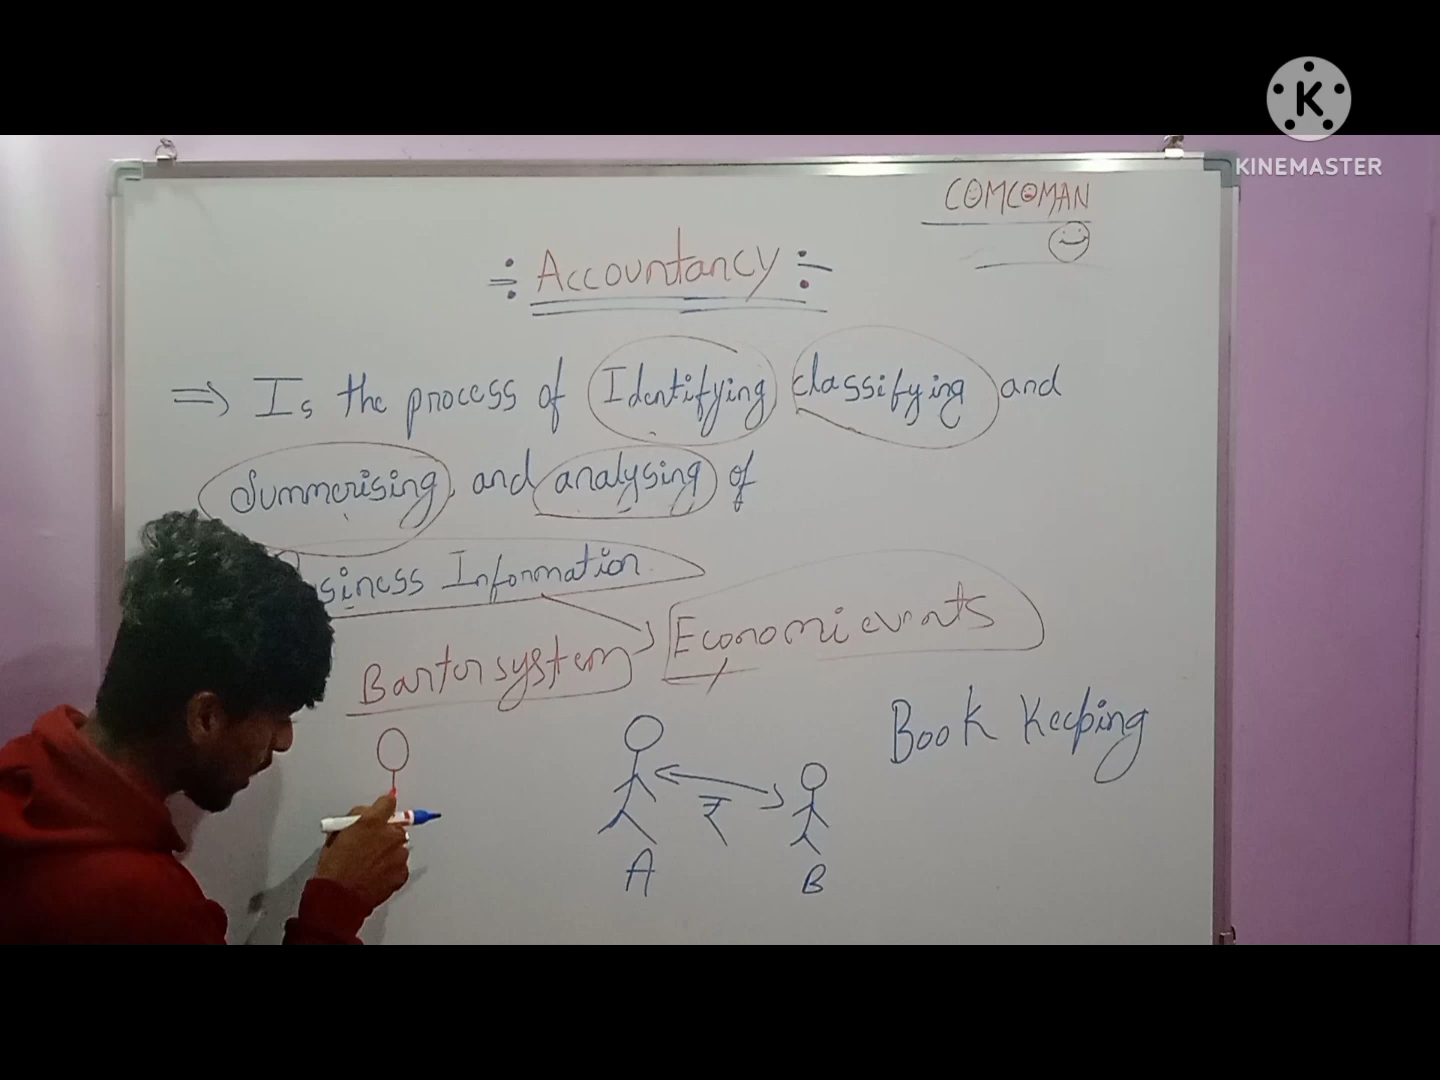 K
KINEMASTER
COMCOMAN
÷ Accountancy ÷
⇒ Is the process of Identifying classifying and
Summerising, and analysing of
siness Information
Barter system
Economic events
Book Keeping
₹
A
B